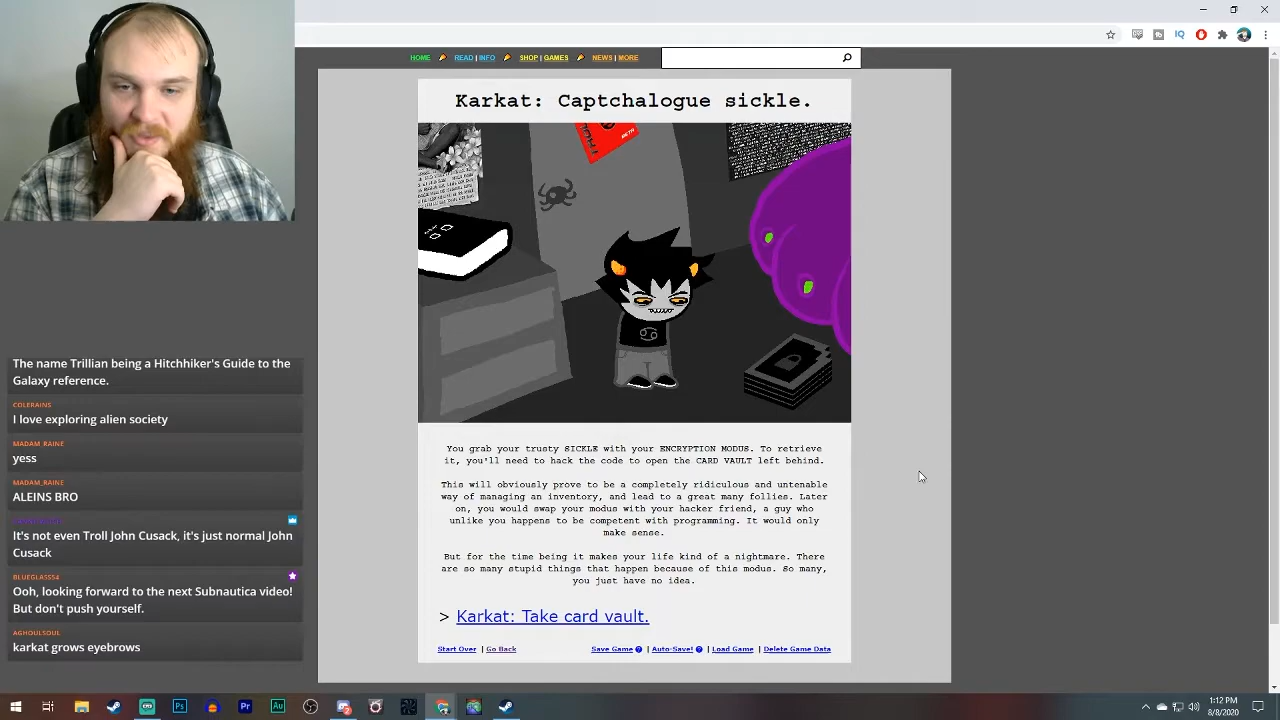 HOME READ | INFO SHOP | GAMES NEWS | MORE
Karkat: Captchalogue sickle.
The name Trillian being a Hitchhiker's Guide to the
Galaxy reference.
COLERAINS
I love exploring alien society
MADAM_RAINE
yess
MADAM_RAINE
ALEINS BRO
It's not even Troll John Cusack, it's just normal John
Cusack
BLUEGLASS54
Ooh, looking forward to the next Subnautica video!
But don't push yourself.
AGHOULSOUL
karkat grows eyebrows
You grab your trusty SICKLE with your ENCRYPTION MODUS. To retrieve
it, you'll need to hack the code to open the CARD VAULT left behind.
This will obviously prove to be a completely ridiculous and untenable
way of managing an inventory, and lead to a great many follies. Later
on, you would swap your modus with your hacker friend, a guy who
unlike you happens to be competent with programming. It would only
make sense.
But for the time being it makes your life kind of a nightmare. There
are so many stupid things that happen because of this modus. So many,
you just have no idea.
> Karkat: Take card vault.
Start Over | Go Back Save Game ? | Auto-Save! ? | Load Game | Delete Game Data
IQ
Ps
Pr
Au
1:12 PM
8/8/2020